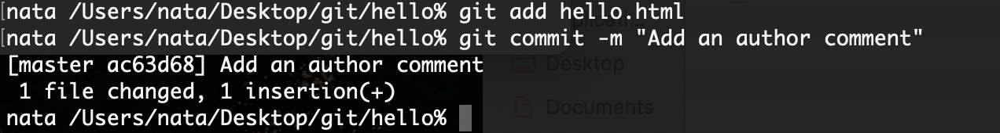 [nata /Users/nata/Desktop/git/hello% git add hello.html
[nata /Users/nata/Desktop/git/hello% git commit -m "Add an author comment"
[master ac63d68] Add an author comment
 1 file changed, 1 insertion(+)
nata /Users/nata/Desktop/git/hello%
plicati...
Desktop
Documents